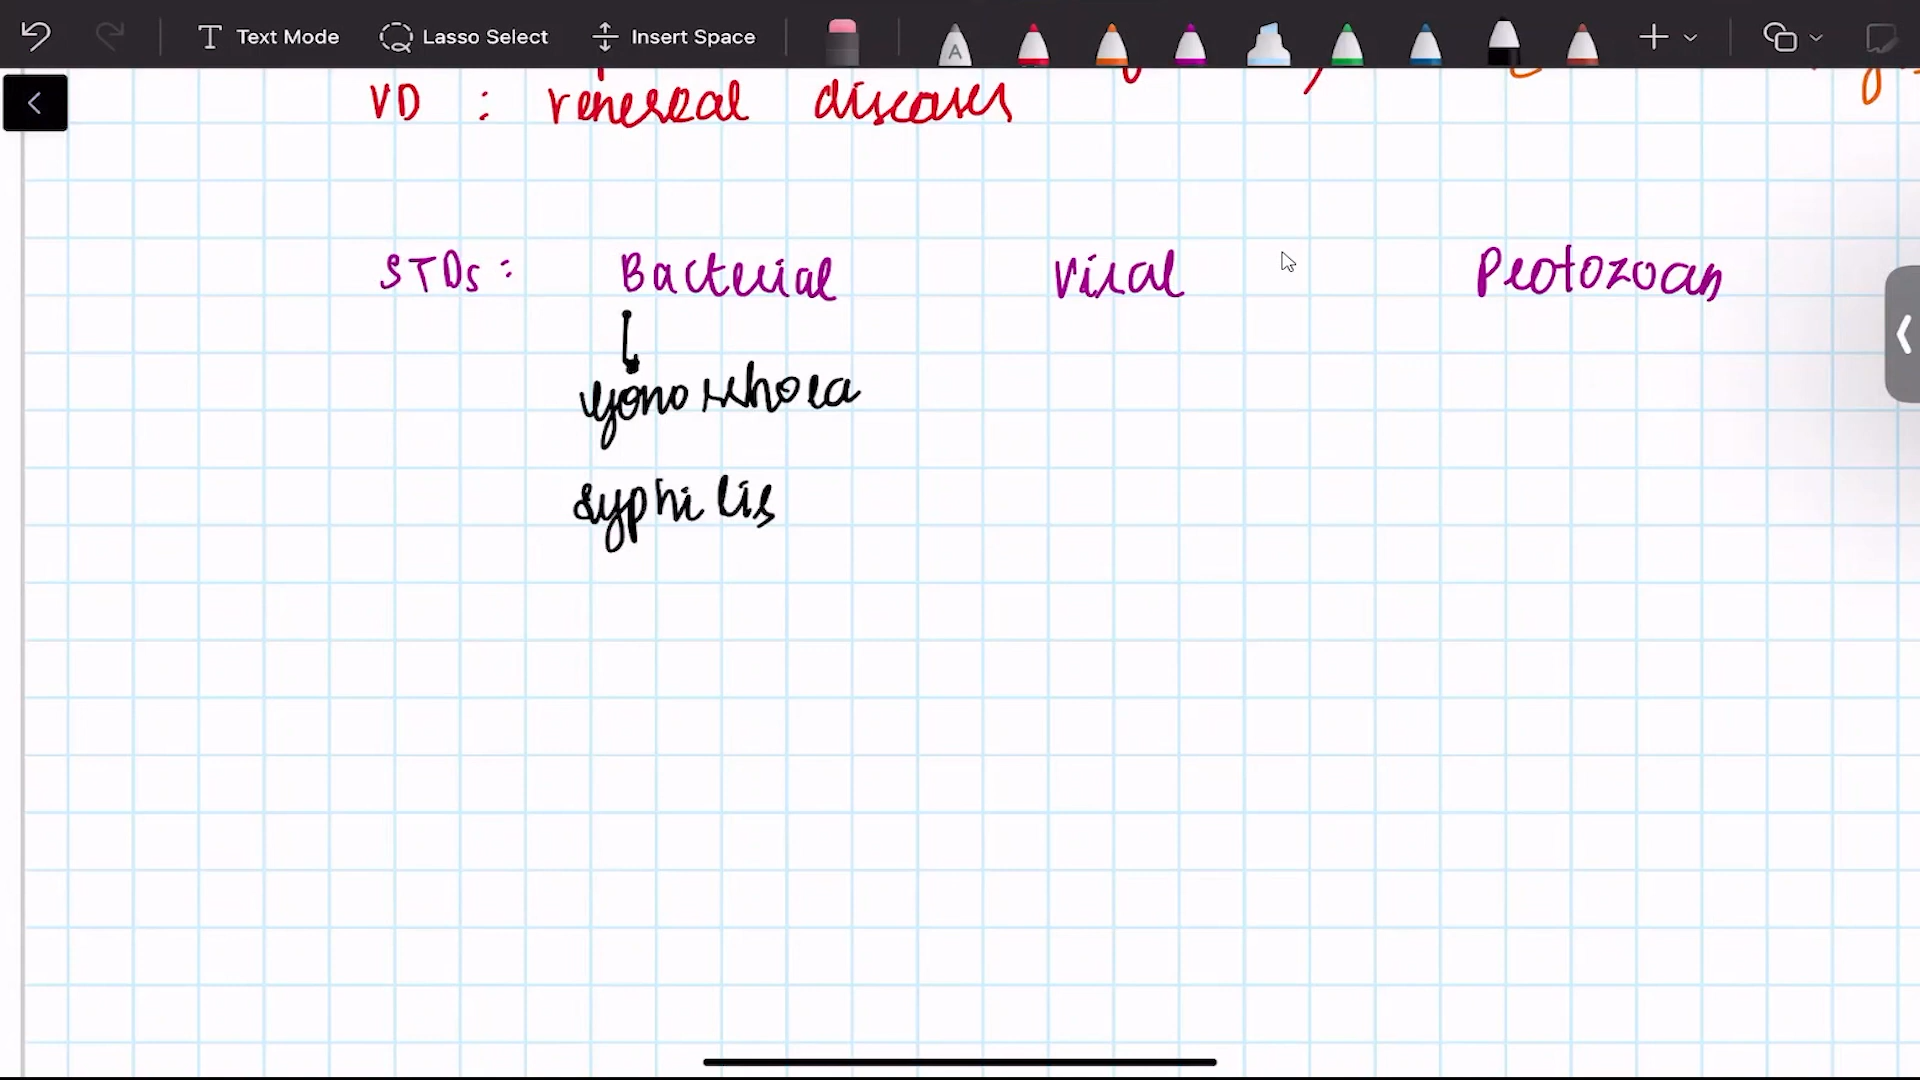 Text Mode Lasso Select Insert Space
A
VD : venereal diseases
STDs : Bacterial Viral Protozoan
gonorrhoea
syphilis